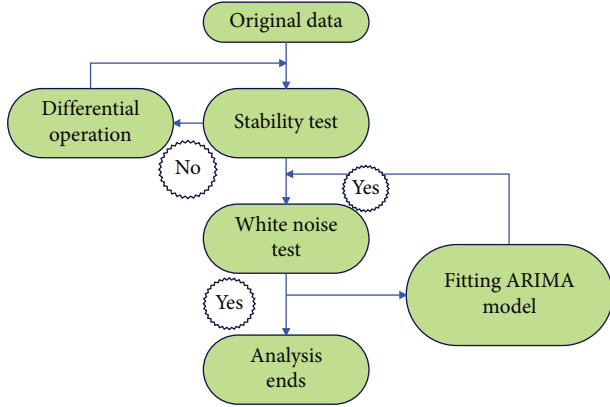 Original data
Differential
operation
Stability test
No
Yes
White noise
test
Yes
Fitting ARIMA
model
Analysis
ends